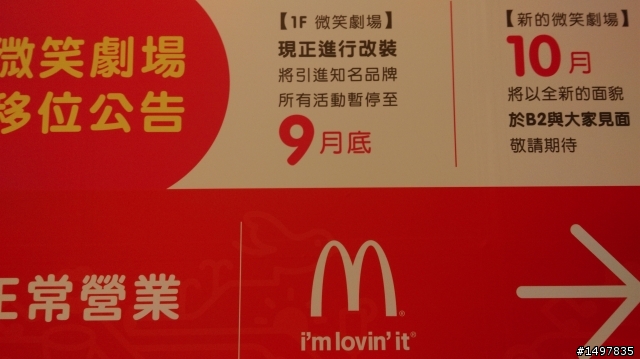 微笑劇場
移位公告
【1F 微笑劇場】
現正進行改裝
將引進知名品牌
所有活動暫停至
9月底
【新的微笑劇場】
10月
將以全新的面貌
於B2與大家見面
敬請期待
正常營業
i'm lovin' it®
#1497835